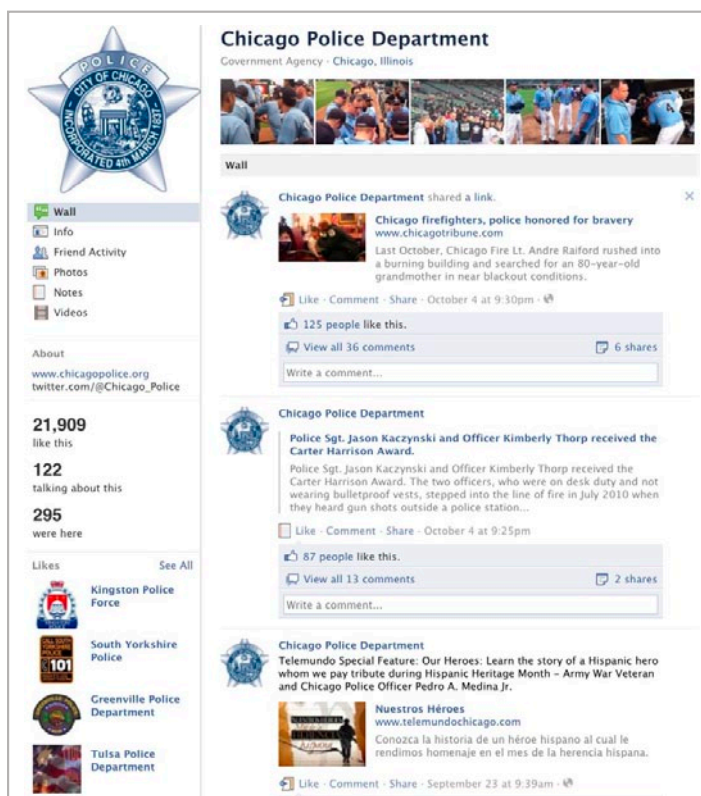 POLICE
CITY OF CHICAGO
INCORPORATED 4th MARCH 1837
Wall
Info
Friend Activity
Photos
Notes
Videos
About
www.chicagopolice.org
twitter.com/@Chicago_Police
21,909
like this
122
talking about this
295
were here
Likes See All
Kingston Police
Force
South Yorkshire
Police
101
Greenville Police
Department
Tulsa Police
Department
Chicago Police Department
Government Agency · Chicago, Illinois
Wall
Chicago Police Department shared a link.
Chicago firefighters, police honored for bravery
www.chicagotribune.com
Last October, Chicago Fire Lt. Andre Raiford rushed into
a burning building and searched for an 80-year-old
grandmother in near blackout conditions.
Like · Comment · Share · October 4 at 9:30pm ·
125 people like this.
View all 36 comments 6 shares
Write a comment...
Chicago Police Department
Police Sgt. Jason Kaczynski and Officer Kimberly Thorp received the
Carter Harrison Award.
Police Sgt. Jason Kaczynski and Officer Kimberly Thorp received the
Carter Harrison Award. The two officers, who were on desk duty and not
wearing bulletproof vests, stepped into the line of fire in July 2010 when
they heard gun shots outside a police station...
Like · Comment · Share · October 4 at 9:25pm
87 people like this.
View all 13 comments 2 shares
Write a comment...
Chicago Police Department
Telemundo Special Feature: Our Heroes: Learn the story of a Hispanic hero
whom we pay tribute during Hispanic Heritage Month – Army War Veteran
and Chicago Police Officer Pedro A. Medina Jr.
Nuestros Héroes
www.telemundochicago.com
Conozca la historia de un héroe hispano al cual le
rendimos homenaje en el mes de la herencia hispana.
Like · Comment · Share · September 23 at 9:39am ·